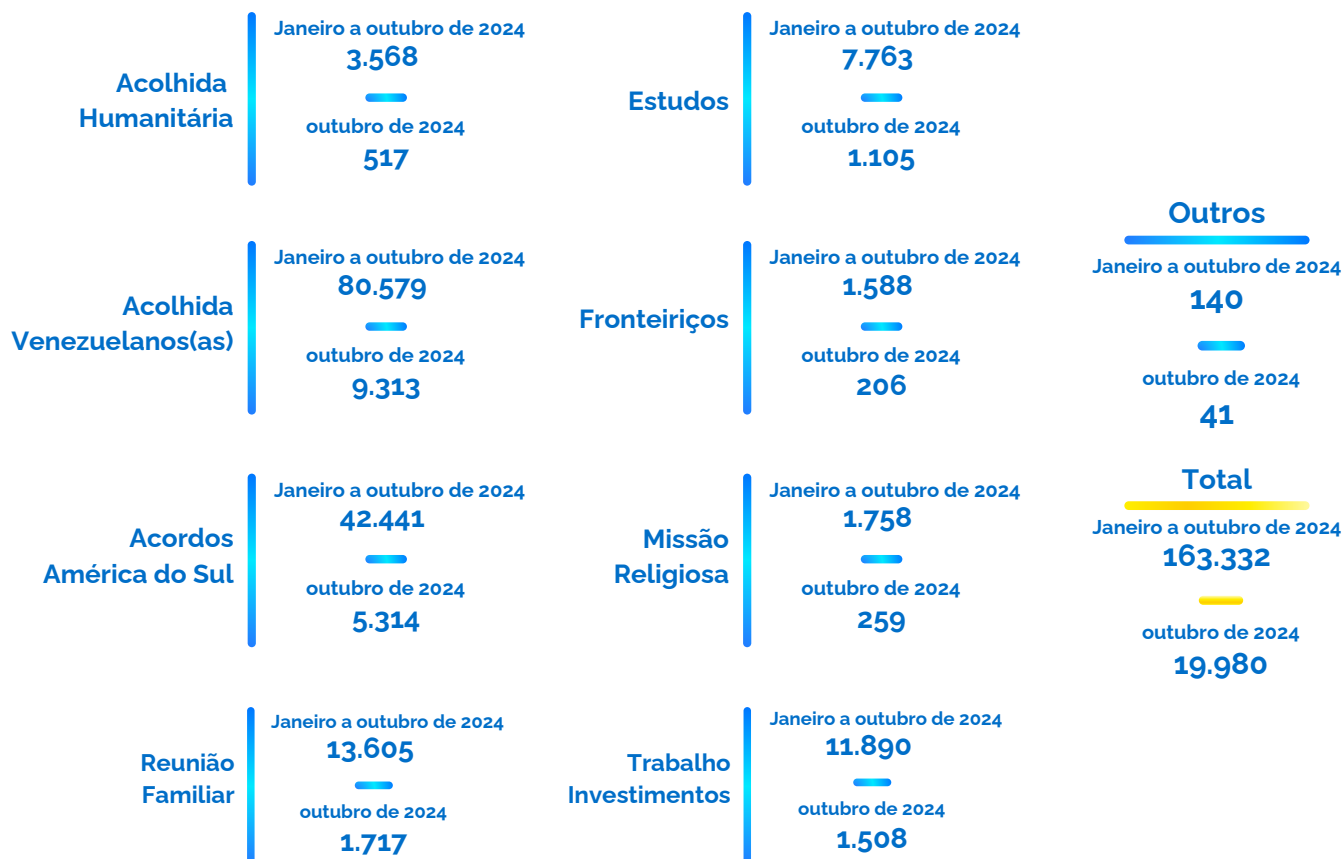 Acolhida
Humanitária
Janeiro a outubro de 2024
3.568
outubro de 2024
517
Acolhida
Venezuelanos(as)
Janeiro a outubro de 2024
80.579
outubro de 2024
9.313
Acordos
América do Sul
Janeiro a outubro de 2024
42.441
outubro de 2024
5.314
Reunião
Familiar
Janeiro a outubro de 2024
13.605
outubro de 2024
1.717
Estudos
Janeiro a outubro de 2024
7.763
outubro de 2024
1.105
Fronteiriços
Janeiro a outubro de 2024
1.588
outubro de 2024
206
Missão
Religiosa
Janeiro a outubro de 2024
1.758
outubro de 2024
259
Trabalho
Investimentos
Janeiro a outubro de 2024
11.890
outubro de 2024
1.508
Outros
Janeiro a outubro de 2024
140
outubro de 2024
41
Total
Janeiro a outubro de 2024
163.332
outubro de 2024
19.980